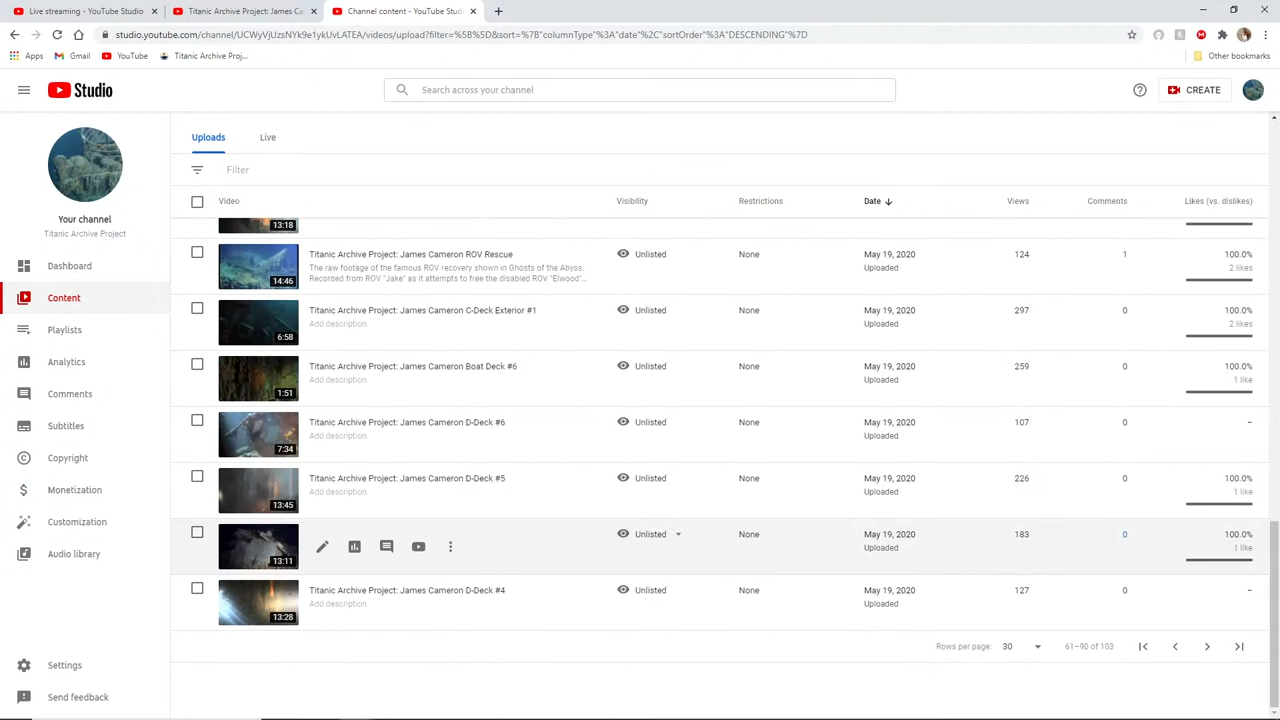 Live streaming - YouTube Studio
Titanic Archive Project: James Ca
Channel content - YouTube Studi
studio.youtube.com/channel/UCWyVjUzsNYk9e1ykUvLATEA/videos/upload?filter=%5B%5D&sort=%7B"columnType"%3A"date"%2C"sortOrder"%3A"DESCENDING"%7D
Apps Gmail YouTube Titanic Archive Proj... Other bookmarks
Studio Search across your channel CREATE
Uploads Live
Filter
Video Visibility Restrictions Date Views Comments Likes (vs. dislikes)
Your channel
Titanic Archive Project
Dashboard
Content
Playlists
Analytics
Comments
Subtitles
Copyright
Monetization
Customization
Audio library
Settings
Send feedback
13:18
Titanic Archive Project: James Cameron ROV Rescue Unlisted None May 19, 2020 124 1 100.0%
The raw footage of the famous ROV recovery shown in Ghosts of the Abyss. Uploaded 2 likes
Recorded from ROV "Jake" as it attempts to free the disabled ROV "Elwood"...
14:46
Titanic Archive Project: James Cameron C-Deck Exterior #1 Unlisted None May 19, 2020 297 0 100.0%
Add description Uploaded 2 likes
6:58
Titanic Archive Project: James Cameron Boat Deck #6 Unlisted None May 19, 2020 259 0 100.0%
Add description Uploaded 1 like
1:51
Titanic Archive Project: James Cameron D-Deck #6 Unlisted None May 19, 2020 107 0 –
Add description Uploaded
7:34
Titanic Archive Project: James Cameron D-Deck #5 Unlisted None May 19, 2020 226 0 100.0%
Add description Uploaded 1 like
13:45
Unlisted None May 19, 2020 183 0 100.0%
Uploaded 1 like
13:11
Titanic Archive Project: James Cameron D-Deck #4 Unlisted None May 19, 2020 127 0 –
Add description Uploaded
13:28
Rows per page: 30 61–90 of 103